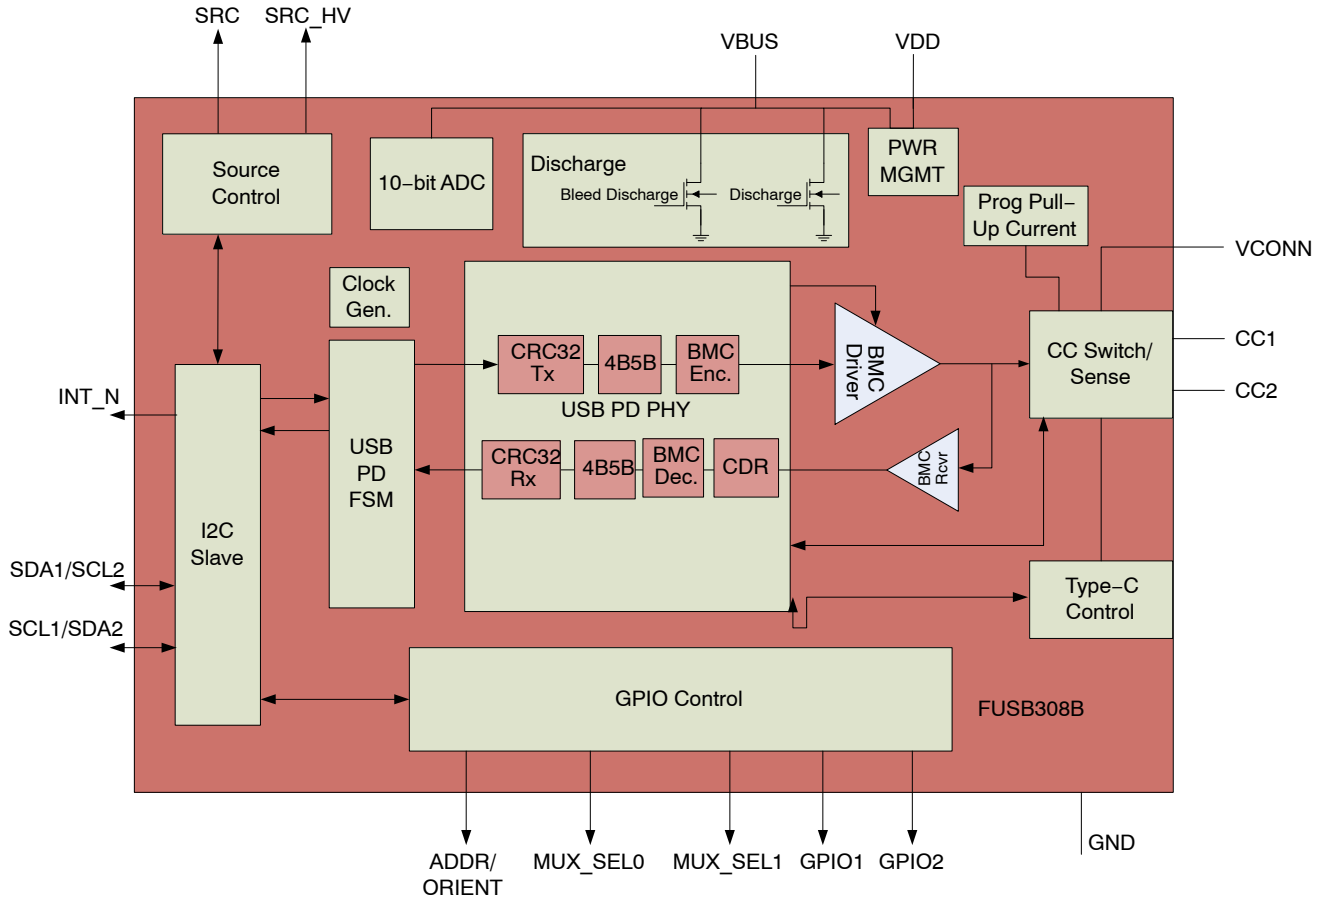 SRC
SRC_HV
VBUS
VDD
Source
Control
10−bit ADC
Discharge
Bleed Discharge
Discharge
PWR
MGMT
Prog Pull−
Up Current
VCONN
Clock
Gen.
CC Switch/
Sense
CC1
CC2
CRC32
Tx
4B5B
BMC
Enc.
BMC
Driver
USB PD PHY
INT_N
USB
PD
FSM
CRC32
Rx
4B5B
BMC
Dec.
CDR
BMC
Rcvr
I2C
Slave
SDA1/SCL2
SCL1/SDA2
Type−C
Control
GPIO Control
FUSB308B
GND
ADDR/
ORIENT
MUX_SEL0
MUX_SEL1
GPIO1
GPIO2